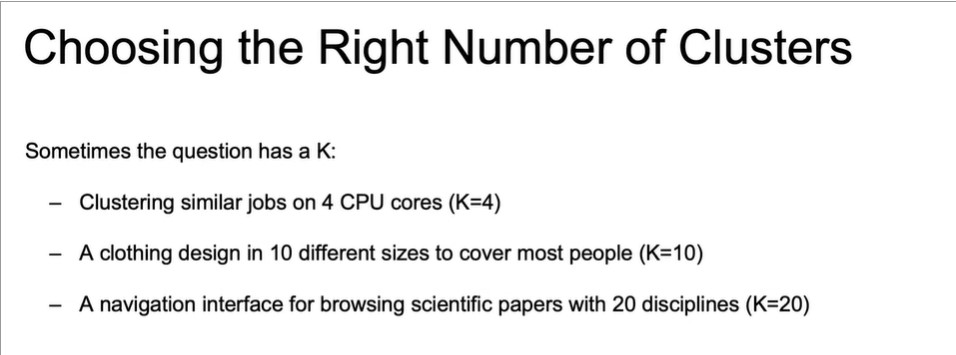 Choosing the Right Number of Clusters
Sometimes the question has a K:
– Clustering similar jobs on 4 CPU cores (K=4)
– A clothing design in 10 different sizes to cover most people (K=10)
– A navigation interface for browsing scientific papers with 20 disciplines (K=20)